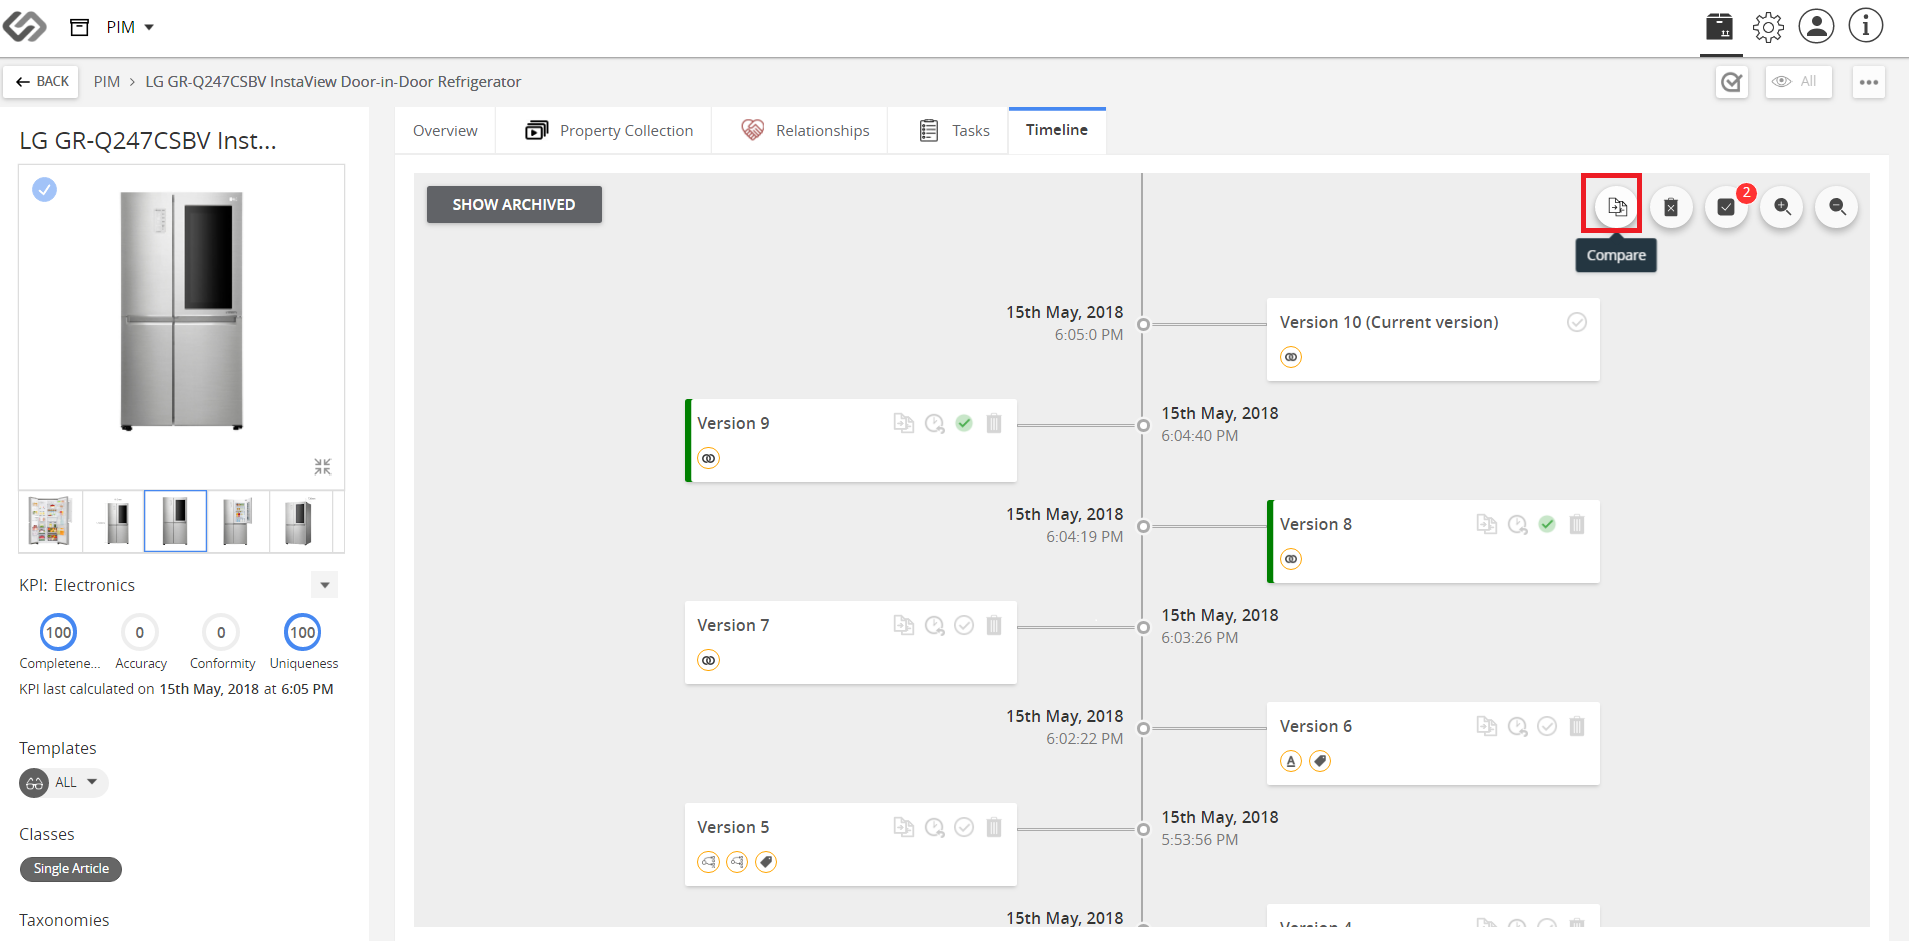 PIM
BACK
PIM > LG GR-Q247CSBV InstaView Door-in-Door Refrigerator
All
LG GR-Q247CSBV Inst...
Overview
Property Collection
Relationships
Tasks
Timeline
SHOW ARCHIVED
2
Compare
15th May, 2018
6:05:0 PM
Version 10 (Current version)
Version 9
15th May, 2018
6:04:40 PM
15th May, 2018
6:04:19 PM
Version 8
Version 7
15th May, 2018
6:03:26 PM
15th May, 2018
6:02:22 PM
Version 6
A
Version 5
15th May, 2018
5:53:56 PM
15th May, 2018
Version 4
KPI: Electronics
100
0
0
100
Completene...
Accuracy
Conformity
Uniqueness
KPI last calculated on 15th May, 2018 at 6:05 PM
Templates
ALL
Classes
Single Article
Taxonomies